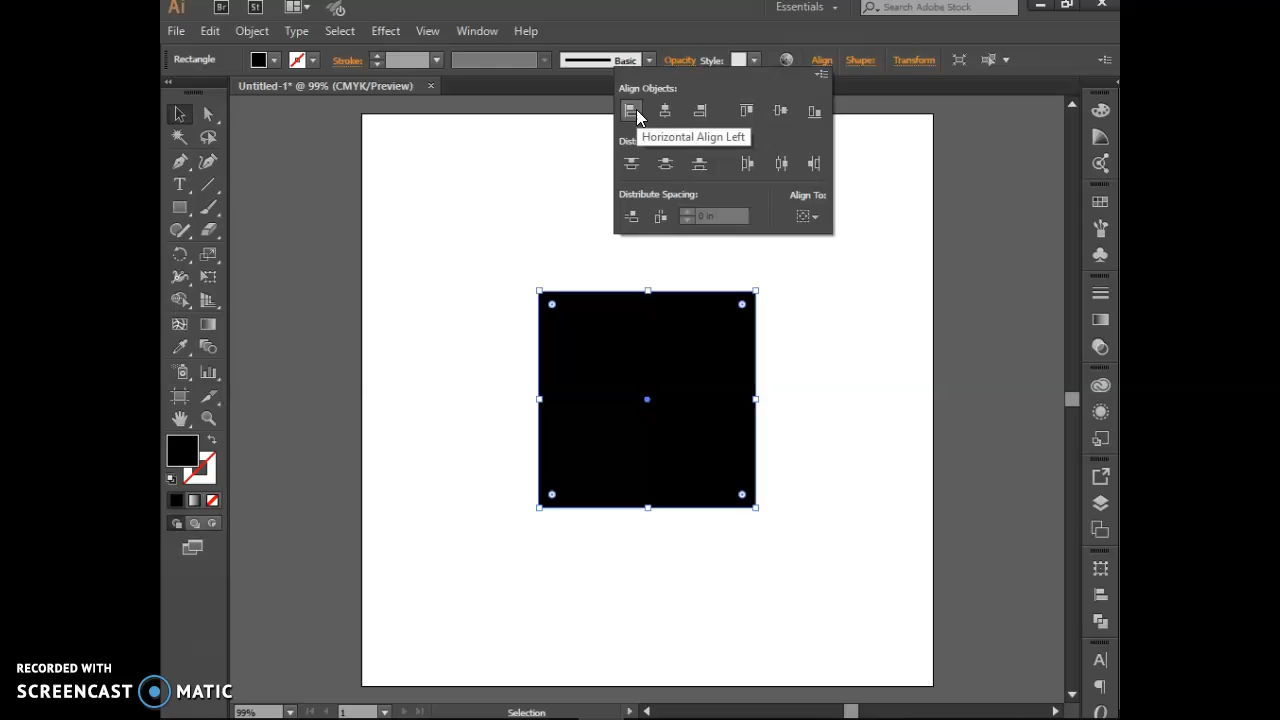 Ai Br St Essentials Search Adobe Stock
File Edit Object Type Select Effect View Window Help
Rectangle Stroke: Basic Opacity Style: Align Shape: Transform
Untitled-1* @ 99% (CMYK/Preview) ×
Align Objects:
Horizontal Align Left
Dist
Distribute Spacing: Align To:
0 in
RECORDED WITH
SCREENCAST MATIC
99% 1 Selection